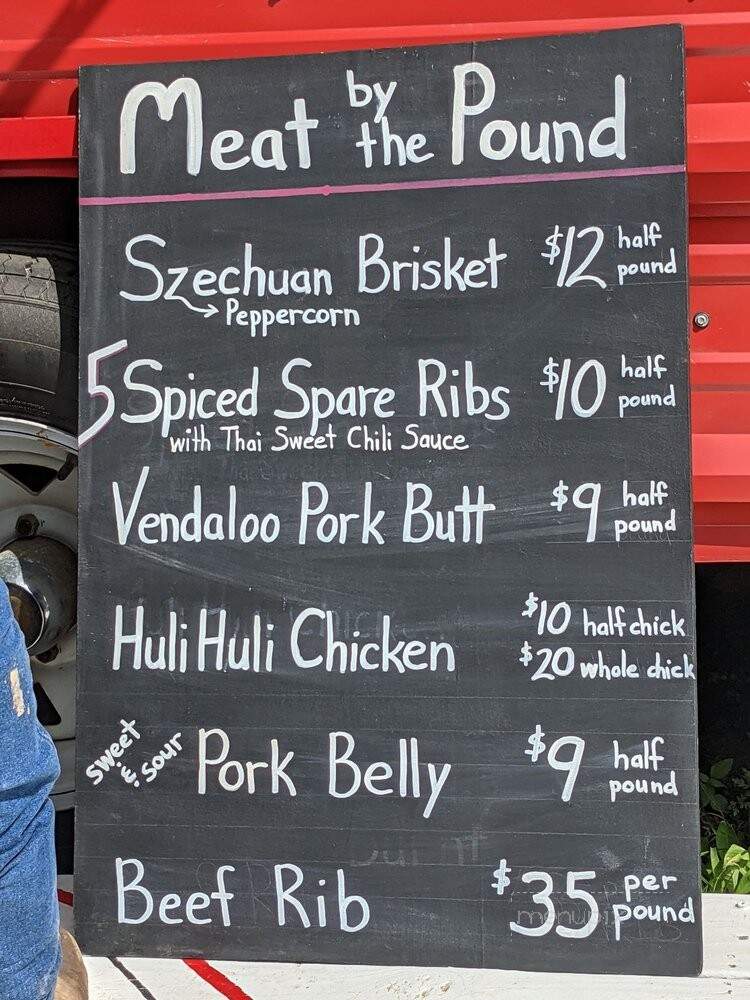 Meat by the Pound
Szechuan Brisket $12 half pound
Peppercorn
5 Spiced Spare Ribs $10 half pound
with Thai Sweet Chili Sauce
Vendaloo Pork Butt $9 half pound
Huli Huli Chicken $10 half chick
$20 whole chick
sweet & sour Pork Belly $9 half pound
Beef Rib $35 per pound